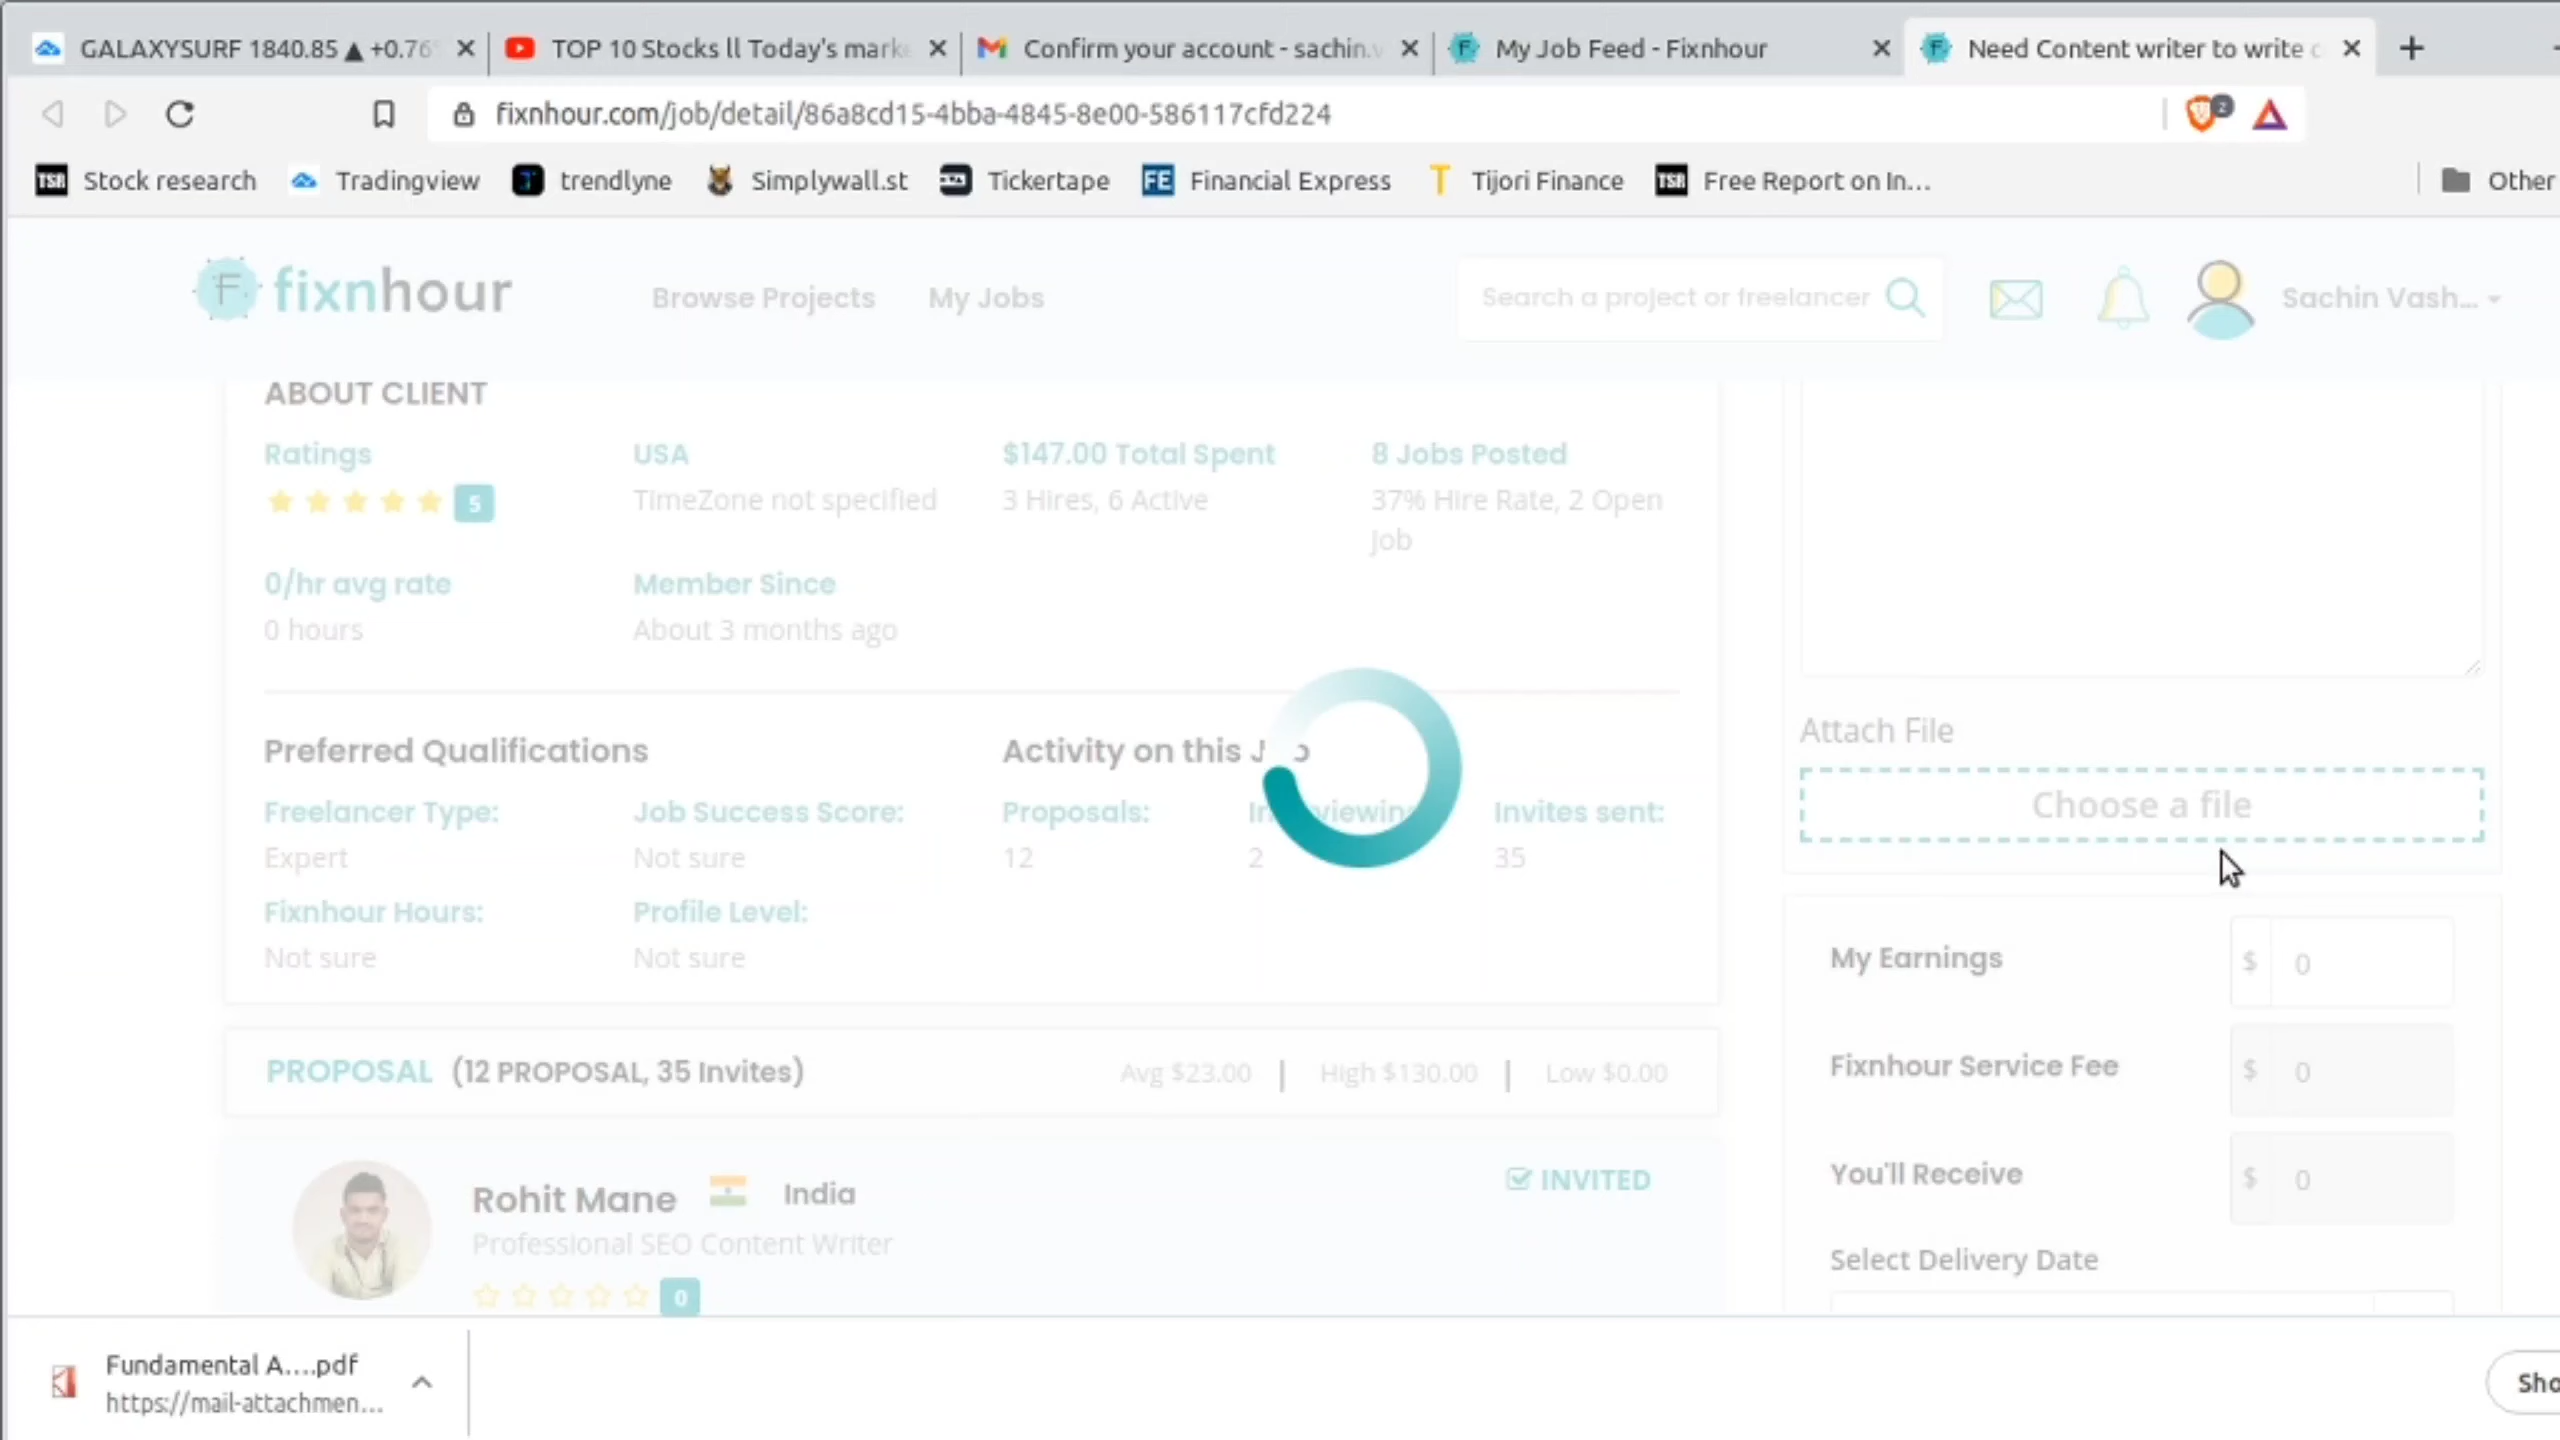 GALAXYSURF 1840.85 ▲ +0.76
TOP 10 Stocks ll Today's mark
Confirm your account - sachin.v
My Job Feed - Fixnhour
Need Content writer to write c
fixnhour.com/job/detail/86a8cd15-4bba-4845-8e00-586117cfd224
2
TSR Stock research
Tradingview
trendlyne
Simplywall.st
Tickertape
FE Financial Express
Tijori Finance
TSR Free Report on In...
Other
fixnhour
Browse Projects
My Jobs
Search a project or freelancer
Sachin Vash...
ABOUT CLIENT
Ratings
5
USA
TimeZone not specified
$147.00 Total Spent
3 Hires, 6 Active
8 Jobs Posted
37% Hire Rate, 2 Open
Job
0/hr avg rate
0 hours
Member Since
About 3 months ago
Preferred Qualifications
Freelancer Type:
Expert
Job Success Score:
Not sure
Fixnhour Hours:
Not sure
Profile Level:
Not sure
Activity on this
Proposals:
12
2
Invites sent:
35
PROPOSAL (12 PROPOSAL, 35 Invites)
Avg $23.00 | High $130.00 | Low $0.00
Rohit Mane
India
INVITED
Professional SEO Content Writer
0
Attach File
Choose a file
My Earnings
$ 0
Fixnhour Service Fee
$ 0
You'll Receive
$ 0
Select Delivery Date
Fundamental A....pdf
https://mail-attachmen...
Sho